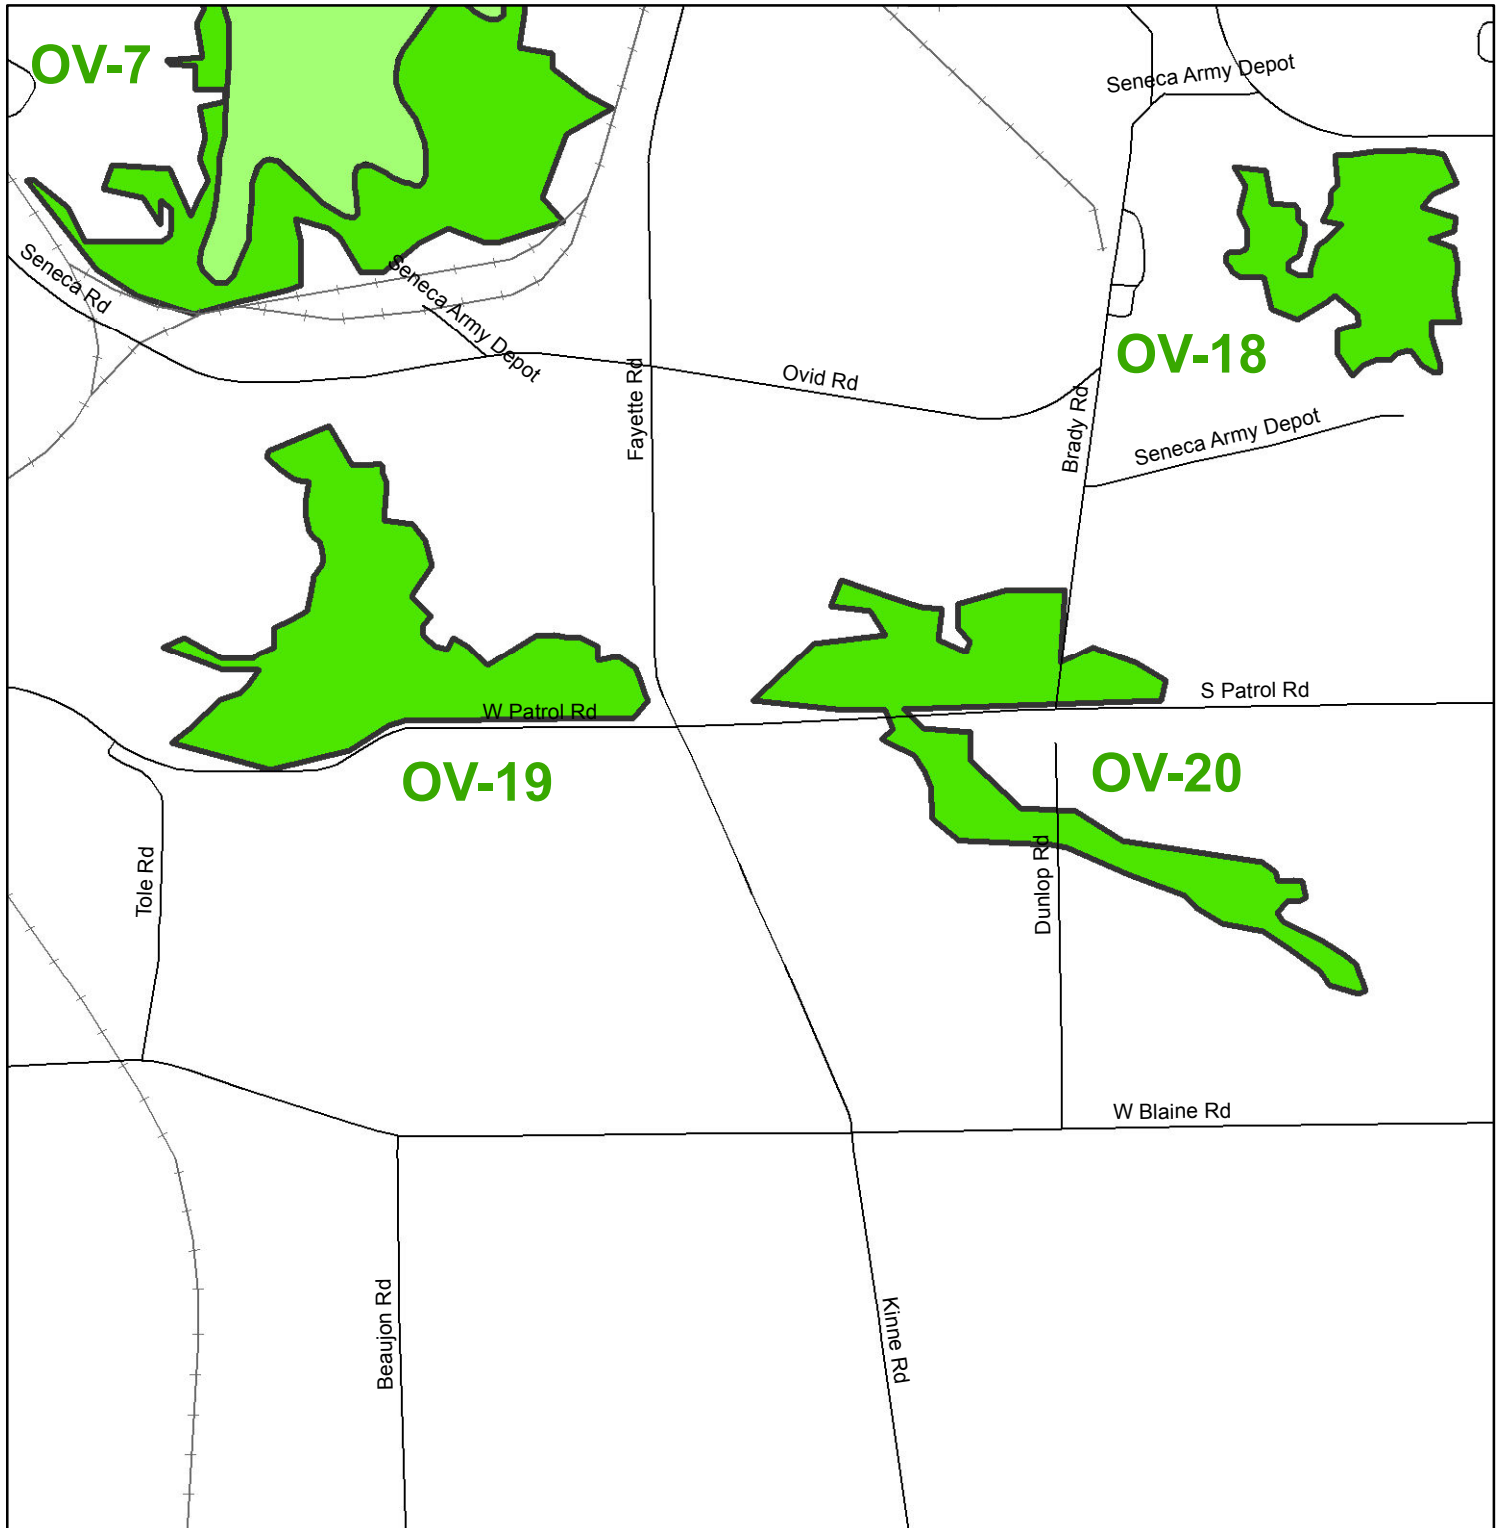 OV-7
Seneca Army Depot
Seneca Rd
Seneca Army Depot
OV-18
Ovid Rd
Fayette Rd
Brady Rd
Seneca Army Depot
S Patrol Rd
W Patrol Rd
OV-19
OV-20
Tole Rd
Dunlop Rd
W Blaine Rd
Beaujon Rd
Kinne Rd